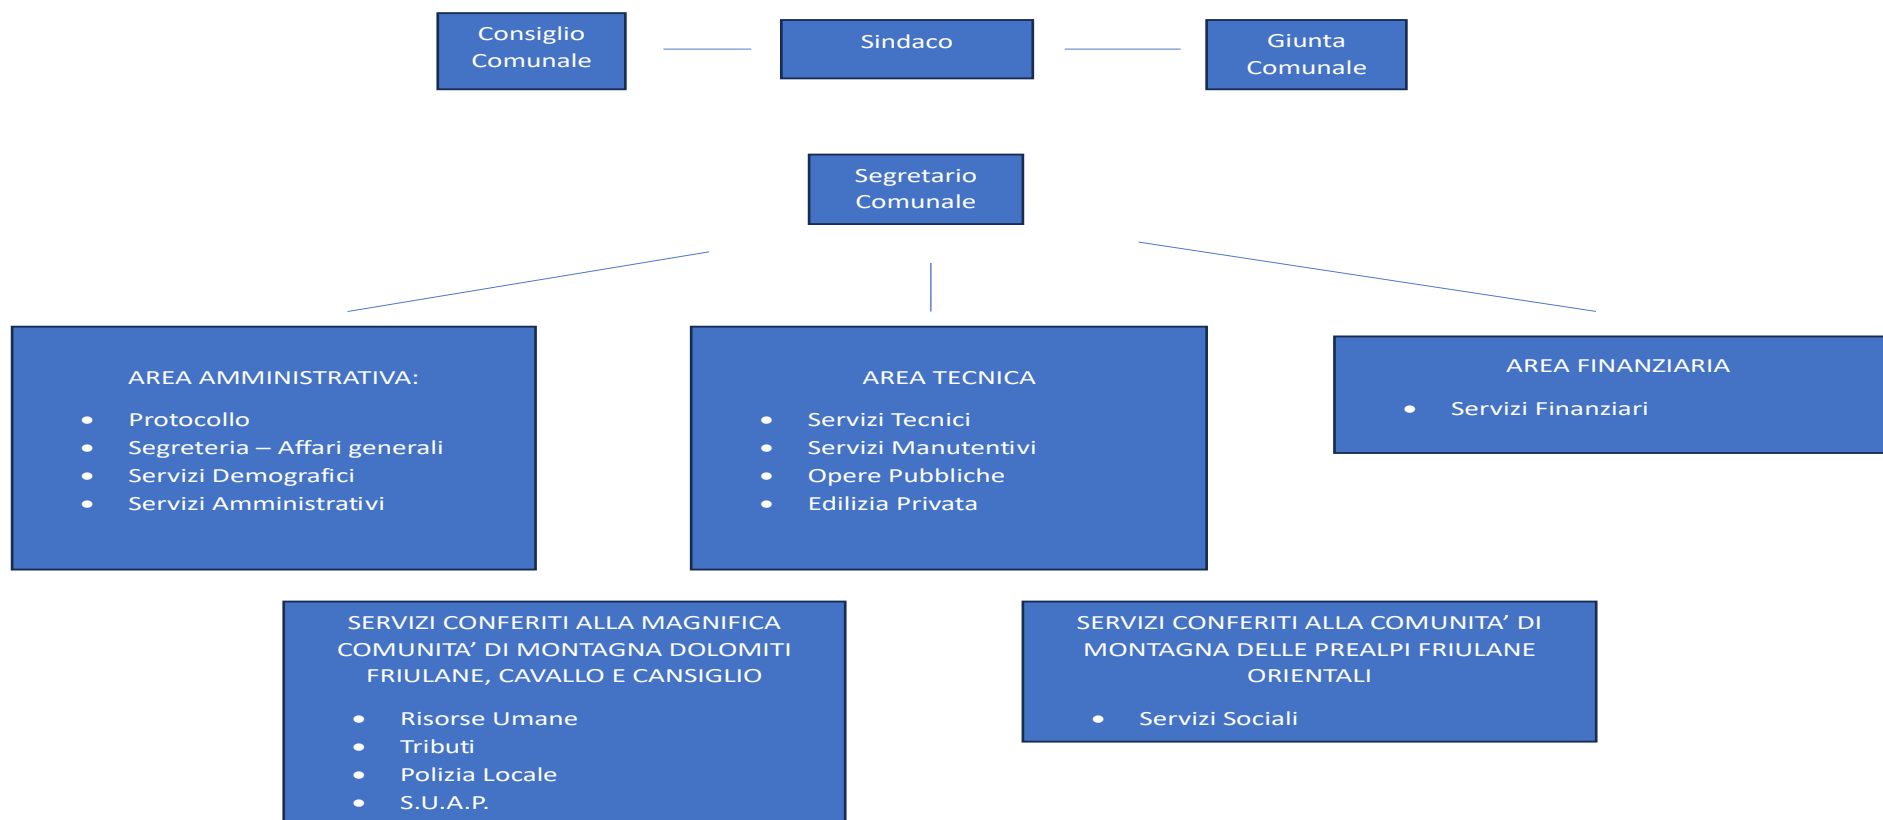 Consiglio
Comunale
Sindaco
Giunta
Comunale
Segretario
Comunale
AREA AMMINISTRATIVA:
• Protocollo
• Segreteria – Affari generali
• Servizi Demografici
• Servizi Amministrativi
AREA TECNICA
• Servizi Tecnici
• Servizi Manutentivi
• Opere Pubbliche
• Edilizia Privata
AREA FINANZIARIA
• Servizi Finanziari
SERVIZI CONFERITI ALLA MAGNIFICA
COMUNITA’ DI MONTAGNA DOLOMITI
FRIULANE, CAVALLO E CANSIGLIO
• Risorse Umane
• Tributi
• Polizia Locale
• S.U.A.P.
SERVIZI CONFERITI ALLA COMUNITA’ DI
MONTAGNA DELLE PREALPI FRIULANE
ORIENTALI
• Servizi Sociali